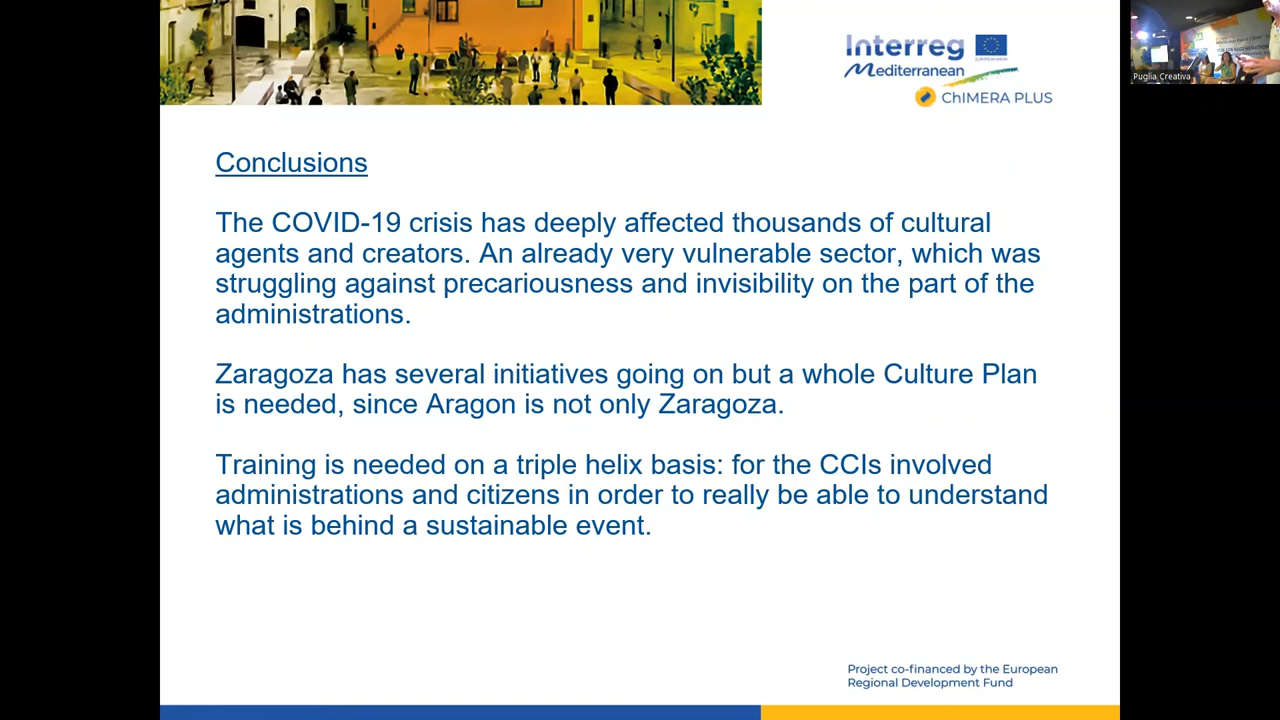 Interreg
EUROPEAN UNION
Mediterranean
ChIMERA PLUS
Puglia Creativa
Conclusions
The COVID-19 crisis has deeply affected thousands of cultural
agents and creators. An already very vulnerable sector, which was
struggling against precariousness and invisibility on the part of the
administrations.
Zaragoza has several initiatives going on but a whole Culture Plan
is needed, since Aragon is not only Zaragoza.
Training is needed on a triple helix basis: for the CCIs involved
administrations and citizens in order to really be able to understand
what is behind a sustainable event.
Project co-financed by the European
Regional Development Fund